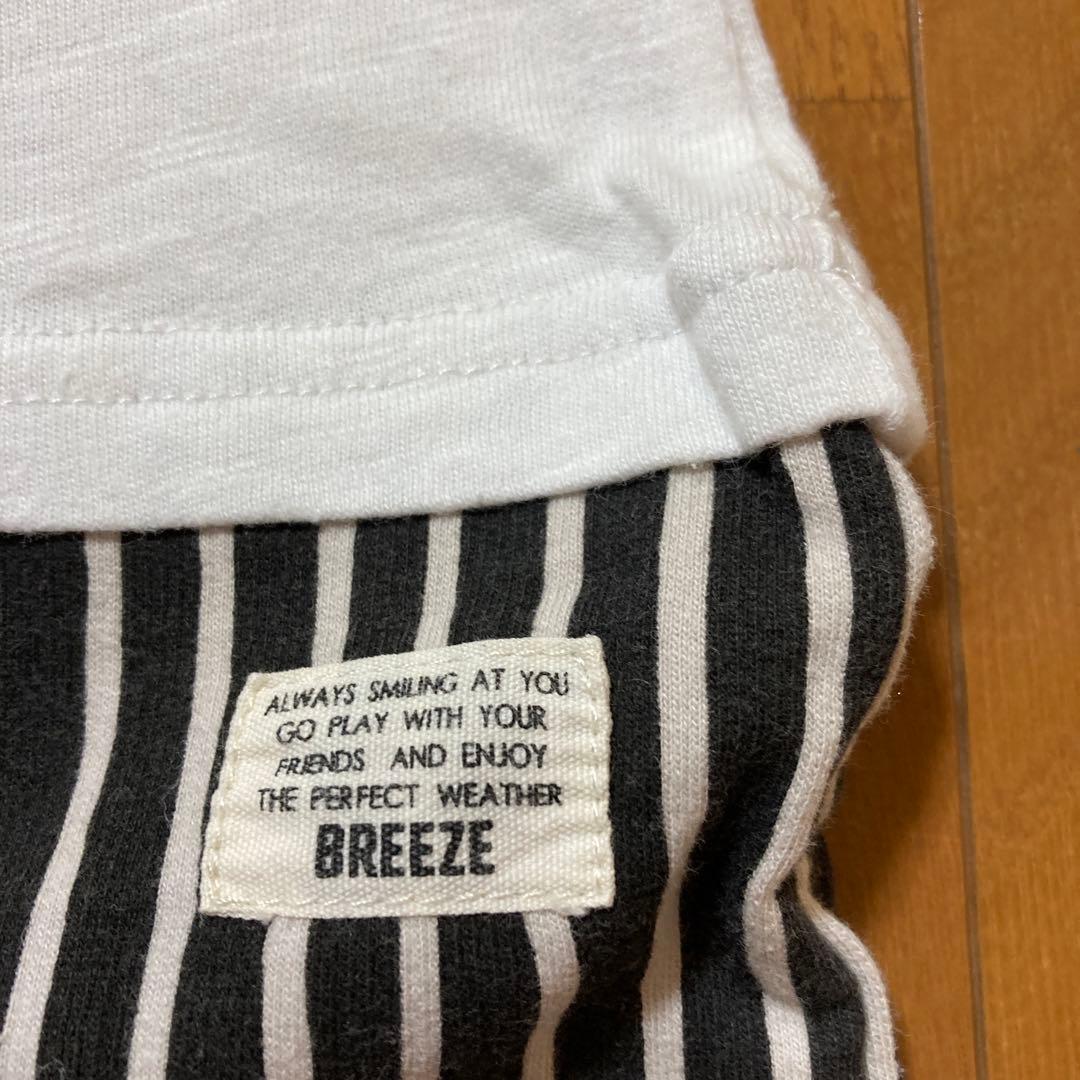 ALWAYS SMILING AT YOU
GO PLAY WITH YOUR
FRIENDS AND ENJOY
THE PERFECT WEATHER
BREEZE